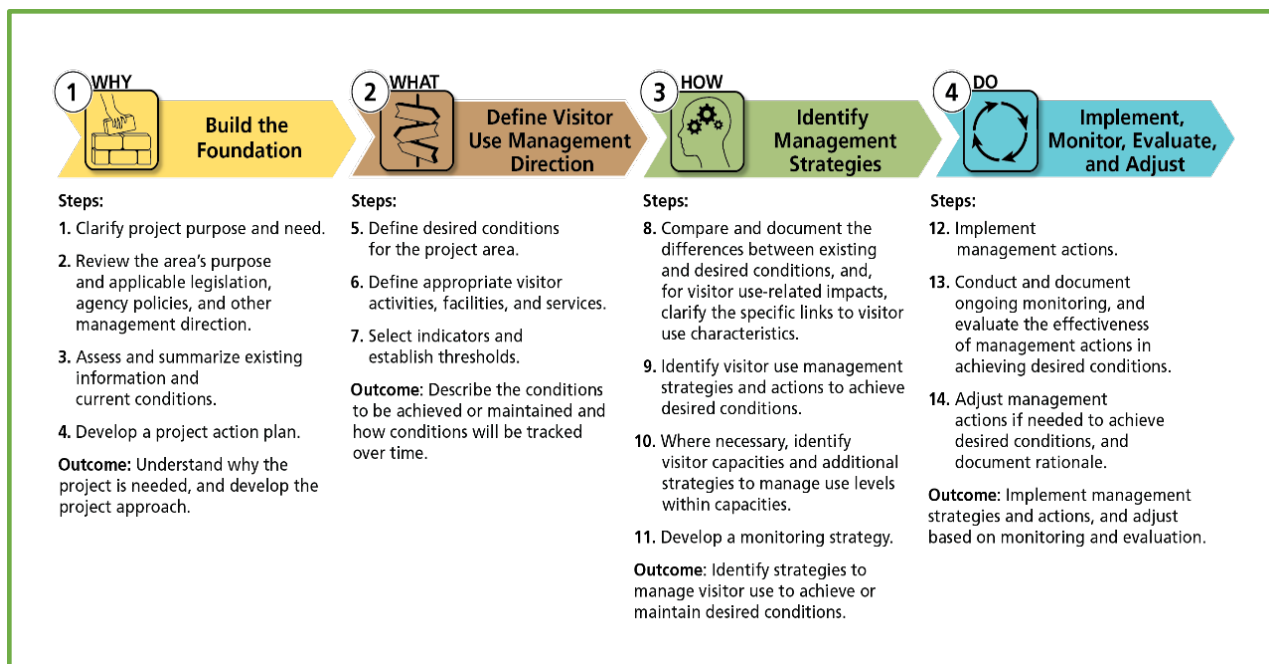 1
WHY
Build the
Foundation
Steps:
1. Clarify project purpose and need.
2. Review the area's purpose
and applicable legislation,
agency policies, and other
management direction.
3. Assess and summarize existing
information and
current conditions.
4. Develop a project action plan.
Outcome: Understand why the
project is needed, and develop the
project approach.
2
WHAT
Define Visitor
Use Management
Direction
Steps:
5. Define desired conditions
for the project area.
6. Define appropriate visitor
activities, facilities, and services.
7. Select indicators and
establish thresholds.
Outcome: Describe the conditions
to be achieved or maintained and
how conditions will be tracked
over time.
3
HOW
Identify
Management
Strategies
Steps:
8. Compare and document the
differences between existing
and desired conditions, and,
for visitor use-related impacts,
clarify the specific links to visitor
use characteristics.
9. Identify visitor use management
strategies and actions to achieve
desired conditions.
10. Where necessary, identify
visitor capacities and additional
strategies to manage use levels
within capacities.
11. Develop a monitoring strategy.
Outcome: Identify strategies to
manage visitor use to achieve or
maintain desired conditions.
4
DO
Implement,
Monitor, Evaluate,
and Adjust
Steps:
12. Implement
management actions.
13. Conduct and document
ongoing monitoring, and
evaluate the effectiveness
of management actions in
achieving desired conditions.
14. Adjust management
actions if needed to achieve
desired conditions, and
document rationale.
Outcome: Implement management
strategies and actions, and adjust
based on monitoring and evaluation.